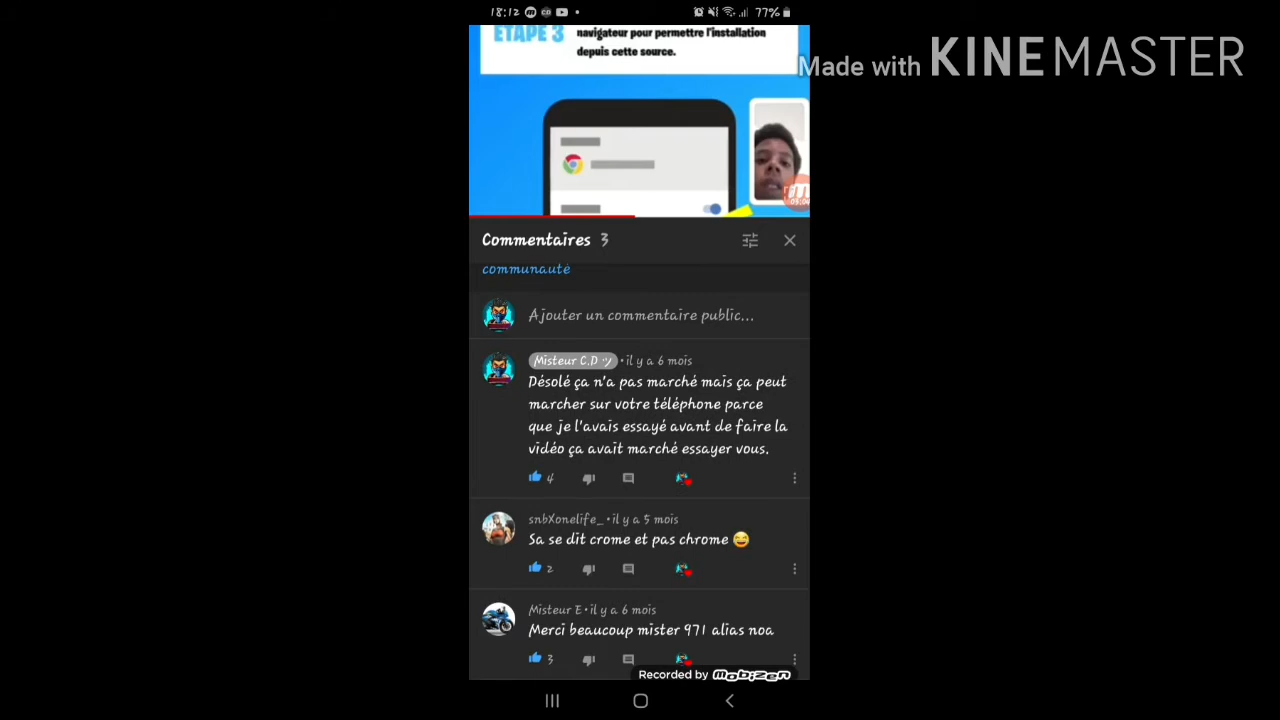 18:12
77%
ÉTAPE 3
navigateur pour permettre l'installation
depuis cette source.
Made with KINEMASTER
Commentaires 3
communauté
Ajouter un commentaire public...
Misteur C.D ツ • il y a 6 mois
Désolé ça n'a pas marché mais ça peut
marcher sur votre téléphone parce
que je l'avais essayé avant de faire la
vidéo ça avait marché essayer vous.
4
snbXonelife_ • il y a 5 mois
Sa se dit crome et pas chrome 😅
2
Misteur E • il y a 6 mois
Merci beaucoup mister 971 alias noa
3
Recorded by mobizen